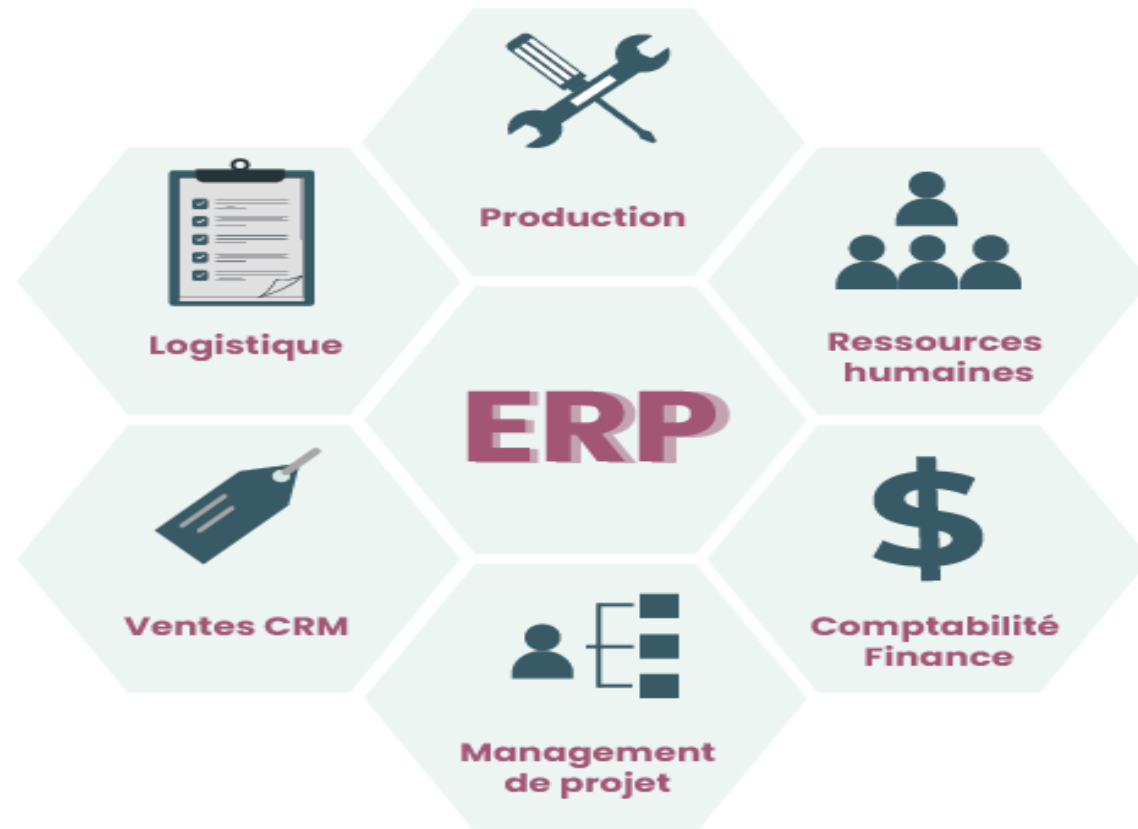 Production
Logistique
Ressources
humaines
ERP
Ventes CRM
Comptabilité
Finance
Management
de projet